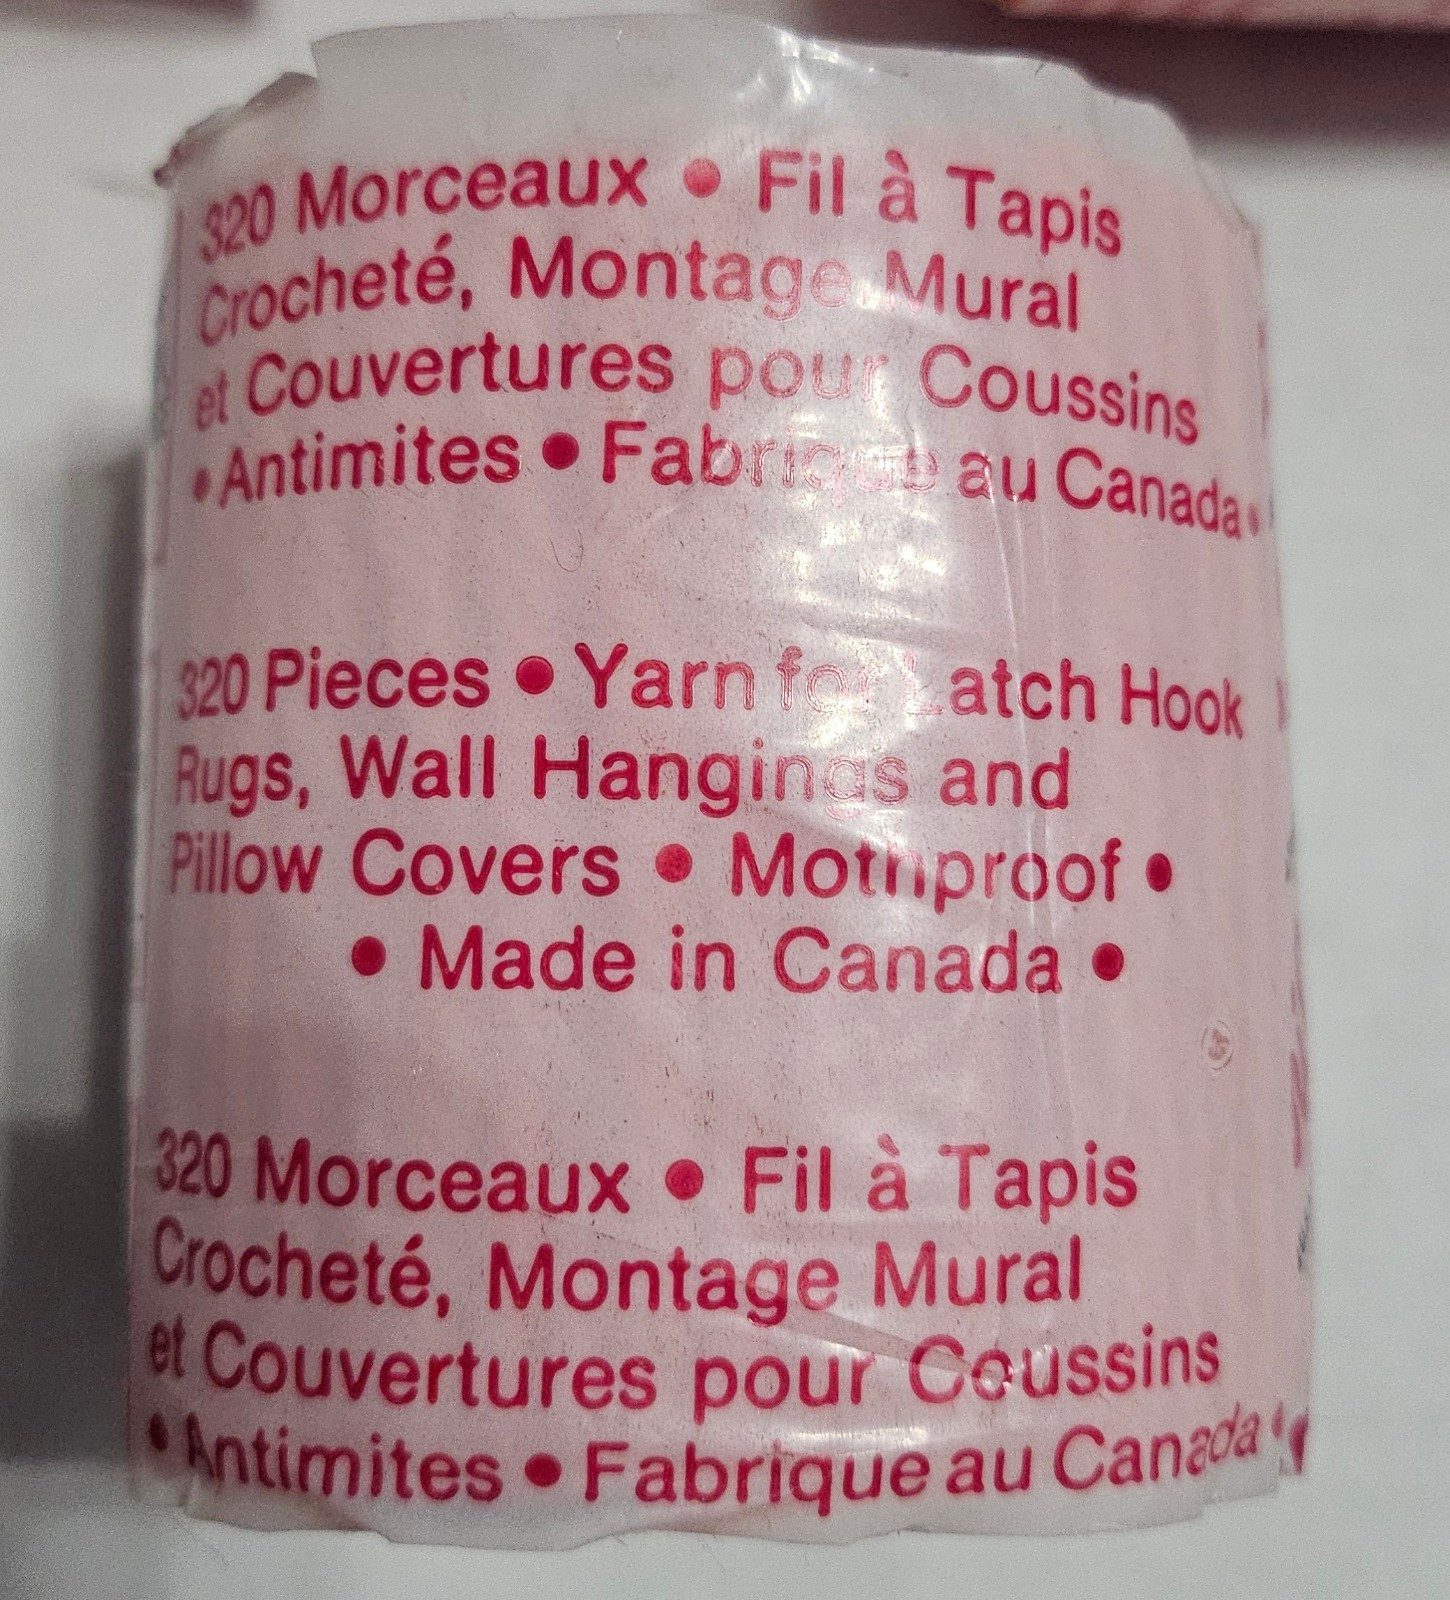 320 Morceaux • Fil à Tapis
Crocheté, Montage Mural
et Couvertures pour Coussins
• Antimites • Fabrique au Canada •
320 Pieces • Yarn for Latch Hook
Rugs, Wall Hangings and
Pillow Covers • Mothproof •
• Made in Canada •
320 Morceaux • Fil à Tapis
Crocheté, Montage Mural
et Couvertures pour Coussins
• Antimites • Fabrique au Canada •